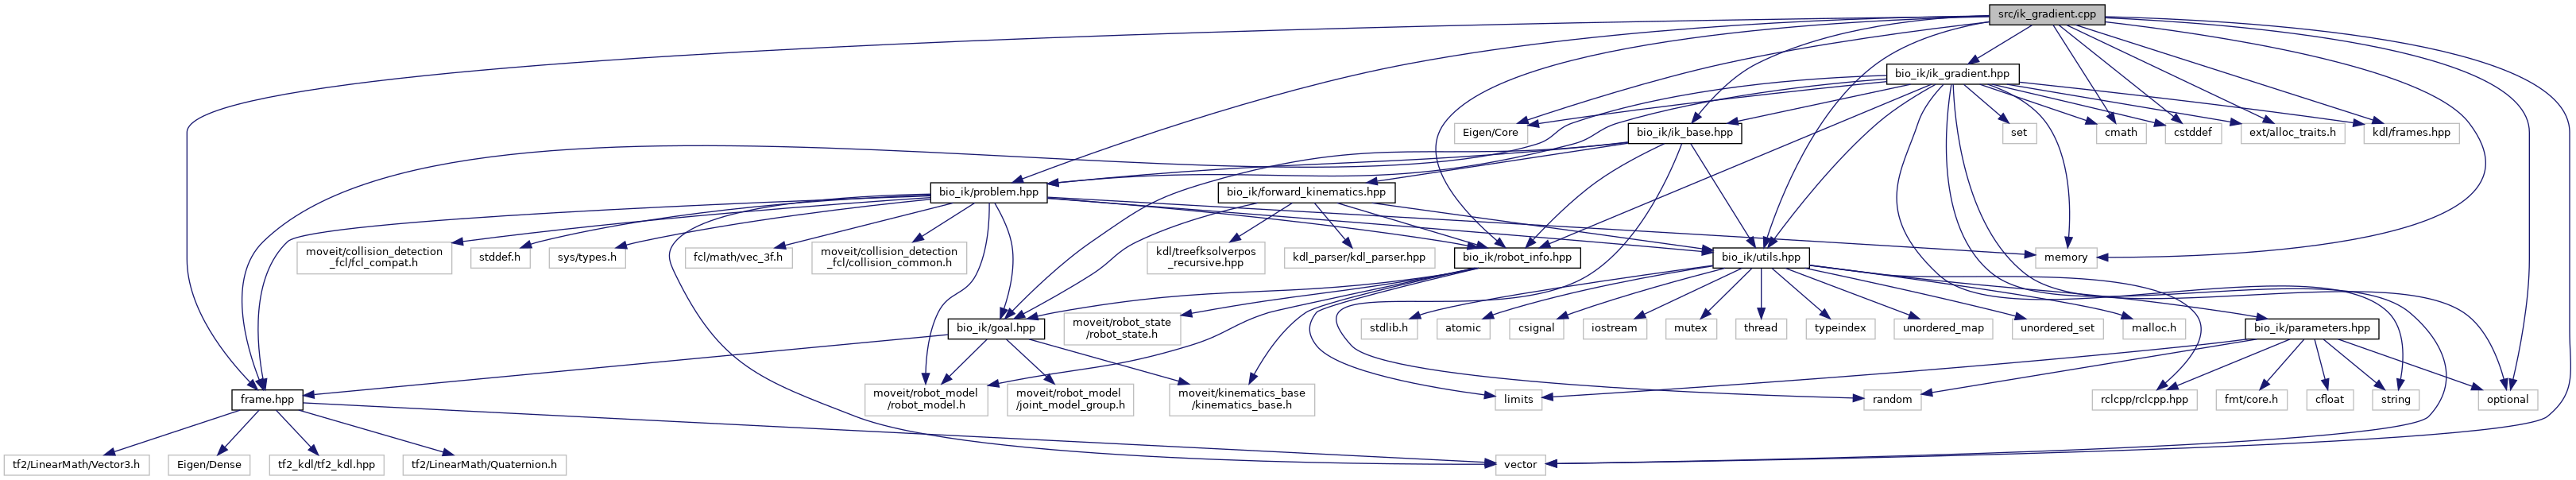 src/ik_gradient.cpp
bio_ik/ik_gradient.hpp
Eigen/Core
bio_ik/ik_base.hpp
set
cmath
cstddef
ext/alloc_traits.h
kdl/frames.hpp
bio_ik/problem.hpp
bio_ik/forward_kinematics.hpp
moveit/collision_detection
_fcl/fcl_compat.h
stddef.h
sys/types.h
fcl/math/vec_3f.h
moveit/collision_detection
_fcl/collision_common.h
kdl/treefksolverpos
_recursive.hpp
kdl_parser/kdl_parser.hpp
bio_ik/robot_info.hpp
bio_ik/utils.hpp
memory
bio_ik/goal.hpp
moveit/robot_state
/robot_state.h
stdlib.h
atomic
csignal
iostream
mutex
thread
typeindex
unordered_map
unordered_set
malloc.h
bio_ik/parameters.hpp
frame.hpp
moveit/robot_model
/robot_model.h
moveit/robot_model
/joint_model_group.h
moveit/kinematics_base
/kinematics_base.h
limits
random
rclcpp/rclcpp.hpp
fmt/core.h
cfloat
string
optional
tf2/LinearMath/Vector3.h
Eigen/Dense
tf2_kdl/tf2_kdl.hpp
tf2/LinearMath/Quaternion.h
vector